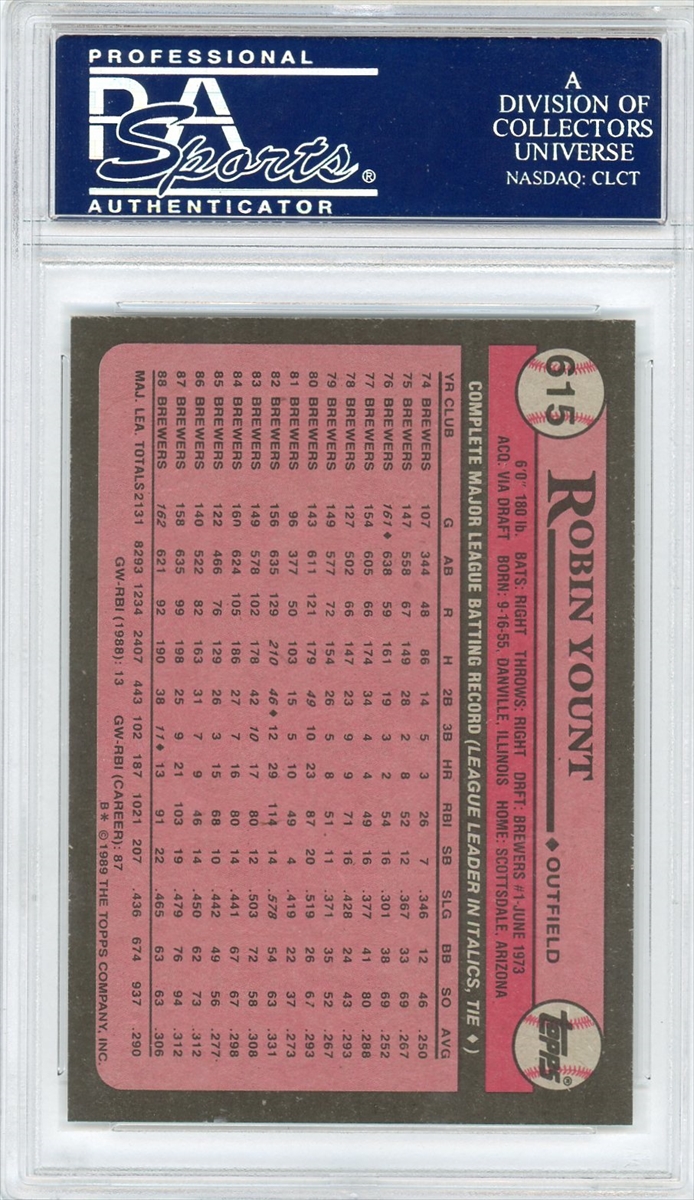 PROFESSIONAL
PSA
Sports®
AUTHENTICATOR
A
DIVISION OF
COLLECTORS
UNIVERSE
NASDAQ: CLCT
615
ROBIN YOUNT ♦ OUTFIELD
topps®
6'0" 180 lb. BATS: RIGHT THROWS: RIGHT DRFT: BREWERS #1-JUNE 1973
ACQ. VIA DRAFT BORN: 9-16-55, DANVILLE, ILLINOIS HOME: SCOTTSDALE, ARIZONA
COMPLETE MAJOR LEAGUE BATTING RECORD (LEAGUE LEADER IN ITALICS, TIE ♦)
YR CLUB G AB R H 2B 3B HR RBI SB SLG BB SO AVG
74 BREWERS 107 344 48 86 14 5 3 26 7 .346 12 46 .250
75 BREWERS 147 558 67 149 28 2 8 52 12 .367 33 69 .267
76 BREWERS 161♦ 638 59 161 19 3 2 54 16 .301 38 69 .252
77 BREWERS 154 605 66 174 34 4 4 49 16 .377 41 80 .288
78 BREWERS 127 502 66 147 23 9 9 71 16 .428 24 43 .293
79 BREWERS 149 577 72 154 26 5 8 51 11 .371 35 52 .267
80 BREWERS 143 611 121 179 49 10 23 87 20 .519 26 67 .293
81 BREWERS 96 377 50 103 15 5 10 49 4 .419 22 37 .273
82 BREWERS 156 635 129 210 46♦ 12 29 114 14 .578 54 63 .331
83 BREWERS 149 578 102 178 42 10 17 80 12 .503 72 58 .308
84 BREWERS 160 624 105 186 27 7 16 80 14 .441 67 67 .298
85 BREWERS 122 466 76 129 26 3 15 68 10 .442 49 56 .277
86 BREWERS 140 522 82 163 31 7 9 46 14 .450 62 73 .312
87 BREWERS 158 635 99 198 25 9 21 103 19 .479 76 94 .312
88 BREWERS 162 621 92 190 38 11♦ 13 91 22 .465 63 63 .306
MAJ. LEA. TOTALS 2131 8293 1234 2407 443 102 187 1021 207 .436 674 937 .290
GW-RBI (1988): 13 GW-RBI (CAREER): 87
B* ©1989 THE TOPPS COMPANY, INC.